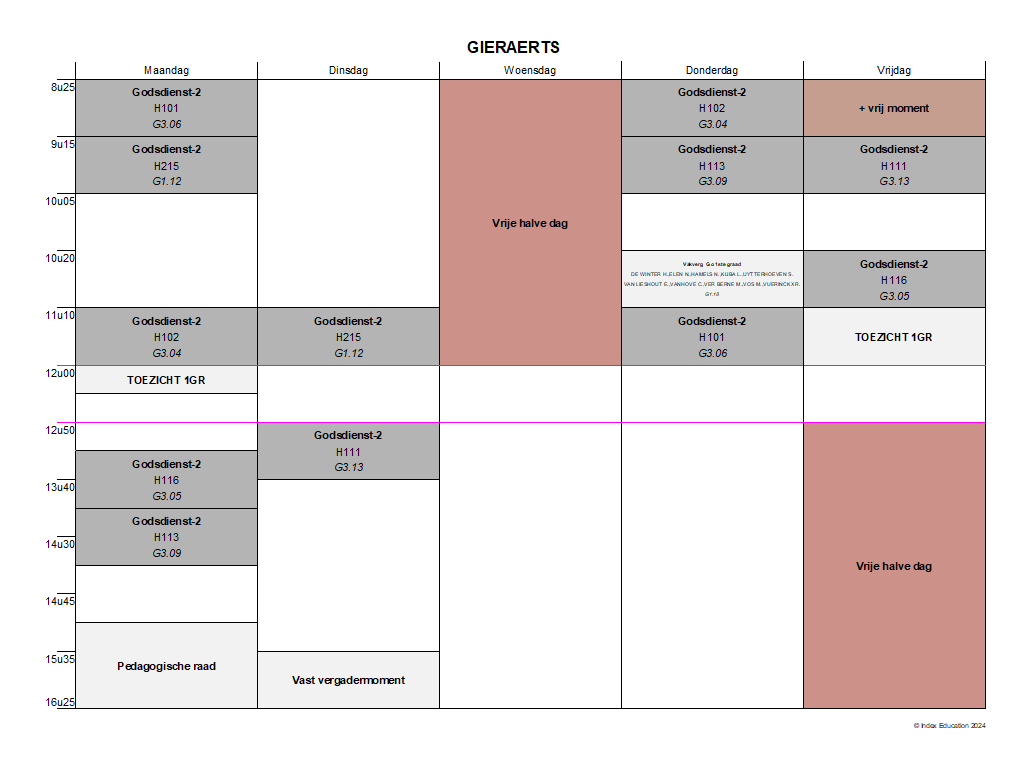 GIERAERTS
Maandag
Dinsdag
Woensdag
Donderdag
Vrijdag
8u25
9u15
10u05
10u20
11u10
12u00
12u50
13u40
14u30
14u45
15u35
16u25
Godsdienst-2
H101
G3.06
Godsdienst-2
H215
G1.12
Godsdienst-2
H102
G3.04
TOEZICHT 1GR
Godsdienst-2
H116
G3.05
Godsdienst-2
H113
G3.09
Pedagogische raad
Godsdienst-2
H215
G1.12
Godsdienst-2
H111
G3.13
Vast vergadermoment
Vrije halve dag
Godsdienst-2
H102
G3.04
Godsdienst-2
H113
G3.09
Vakverg Go 1ste graad
DE WINTER H.,ELEN N.,HAMELS N.,KUBA L.,UYTTERHOEVEN S.
VAN LIESHOUT E.,VANHOVE C.,VER BERNE M.,VOS M.,VUERINCKX R.
Godsdienst-2
H101
G3.06
+ vrij moment
Godsdienst-2
H111
G3.13
Godsdienst-2
H116
G3.05
TOEZICHT 1GR
Vrije halve dag
© Index Education 2024